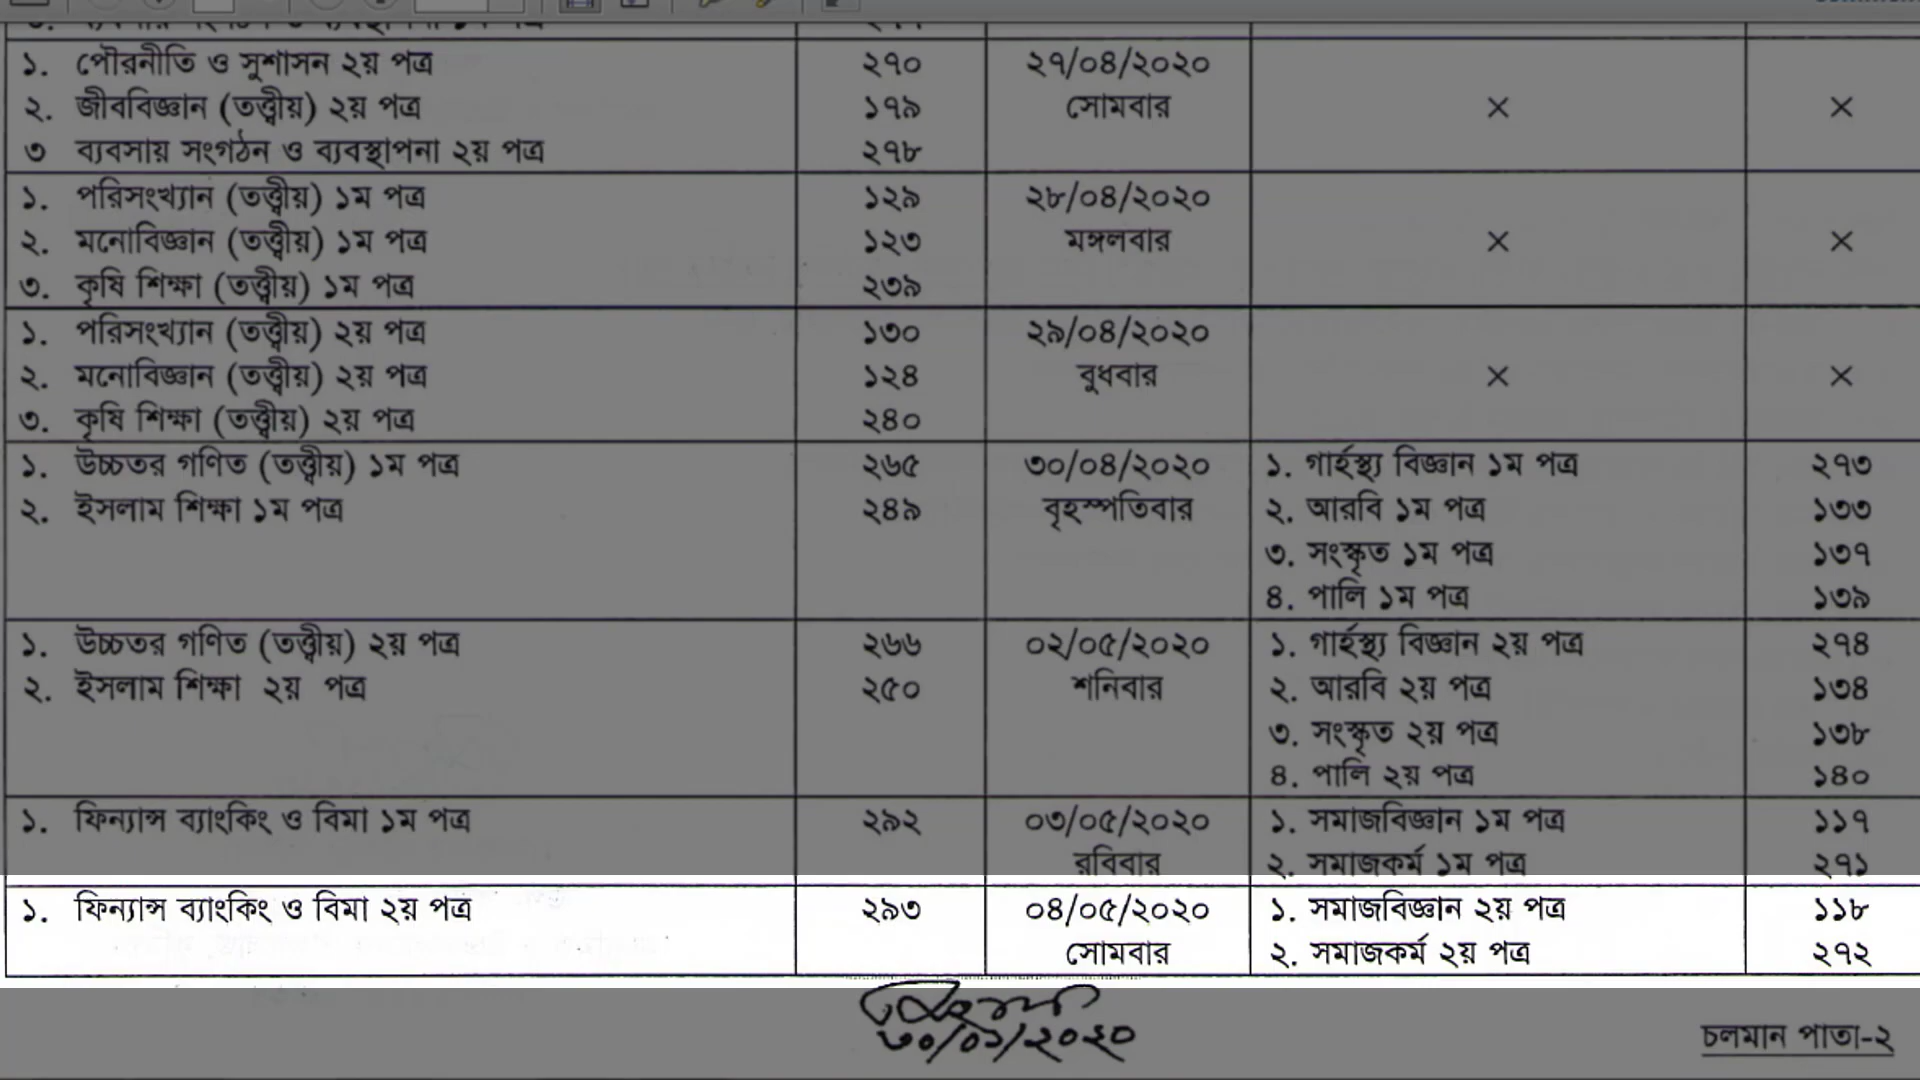 ১. পৌরনীতি ও সুশাসন ২য় পত্র ২৭০ ২৭/০৪/২০২০
২. জীববিজ্ঞান (তত্ত্বীয়) ২য় পত্র ১৭৯ সোমবার × ×
৩ ব্যবসায় সংগঠন ও ব্যবস্থাপনা ২য় পত্র ২৭৮
১. পরিসংখ্যান (তত্ত্বীয়) ১ম পত্র ১২৯ ২৮/০৪/২০২০
২. মনোবিজ্ঞান (তত্ত্বীয়) ১ম পত্র ১২৩ মঙ্গলবার × ×
৩. কৃষি শিক্ষা (তত্ত্বীয়) ১ম পত্র ২৩৯
১. পরিসংখ্যান (তত্ত্বীয়) ২য় পত্র ১৩০ ২৯/০৪/২০২০
২. মনোবিজ্ঞান (তত্ত্বীয়) ২য় পত্র ১২৪ বুধবার × ×
৩. কৃষি শিক্ষা (তত্ত্বীয়) ২য় পত্র ২৪০
১. উচ্চতর গণিত (তত্ত্বীয়) ১ম পত্র ২৬৫ ৩০/০৪/২০২০ ১. গার্হস্থ্য বিজ্ঞান ১ম পত্র ২৭৩
২. ইসলাম শিক্ষা ১ম পত্র ২৪৯ বৃহস্পতিবার ২. আরবি ১ম পত্র ১৩৩
৩. সংস্কৃত ১ম পত্র ১৩৭
৪. পালি ১ম পত্র ১৩৯
১. উচ্চতর গণিত (তত্ত্বীয়) ২য় পত্র ২৬৬ ০২/০৫/২০২০ ১. গার্হস্থ্য বিজ্ঞান ২য় পত্র ২৭৪
২. ইসলাম শিক্ষা ২য় পত্র ২৫০ শনিবার ২. আরবি ২য় পত্র ১৩৪
৩. সংস্কৃত ২য় পত্র ১৩৮
৪. পালি ২য় পত্র ১৪০
১. ফিন্যান্স ব্যাংকিং ও বিমা ১ম পত্র ২৯২ ০৩/০৫/২০২০ ১. সমাজবিজ্ঞান ১ম পত্র ১১৭
রবিবার ২. সমাজকর্ম ১ম পত্র ২৭১
১. ফিন্যান্স ব্যাংকিং ও বিমা ২য় পত্র ২৯৩ ০৪/০৫/২০২০ ১. সমাজবিজ্ঞান ২য় পত্র ১১৮
সোমবার ২. সমাজকর্ম ২য় পত্র ২৭২
৩০/০১/২০২০
চলমান পাতা-২